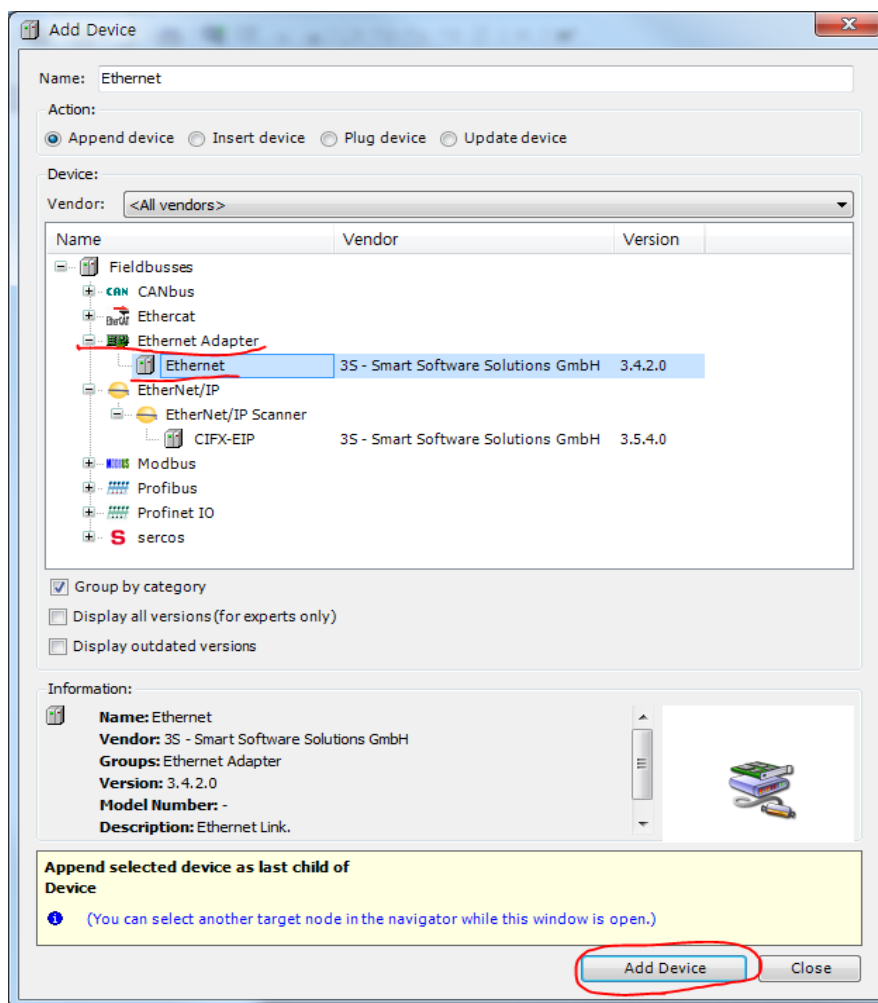 Add Device
Name: Ethernet
Action:
Append device Insert device Plug device Update device
Device:
Vendor: <All vendors>
Name Vendor Version
Fieldbusses
CAN CANbus
EtherCAT Ethercat
Ethernet Adapter
Ethernet 3S - Smart Software Solutions GmbH 3.4.2.0
EtherNet/IP
EtherNet/IP Scanner
CIFX-EIP 3S - Smart Software Solutions GmbH 3.5.4.0
MODBUS Modbus
Profibus
Profinet IO
S sercos
Group by category
Display all versions (for experts only)
Display outdated versions
Information:
Name: Ethernet
Vendor: 3S - Smart Software Solutions GmbH
Groups: Ethernet Adapter
Version: 3.4.2.0
Model Number: -
Description: Ethernet Link.
Append selected device as last child of
Device
(You can select another target node in the navigator while this window is open.)
Add Device Close